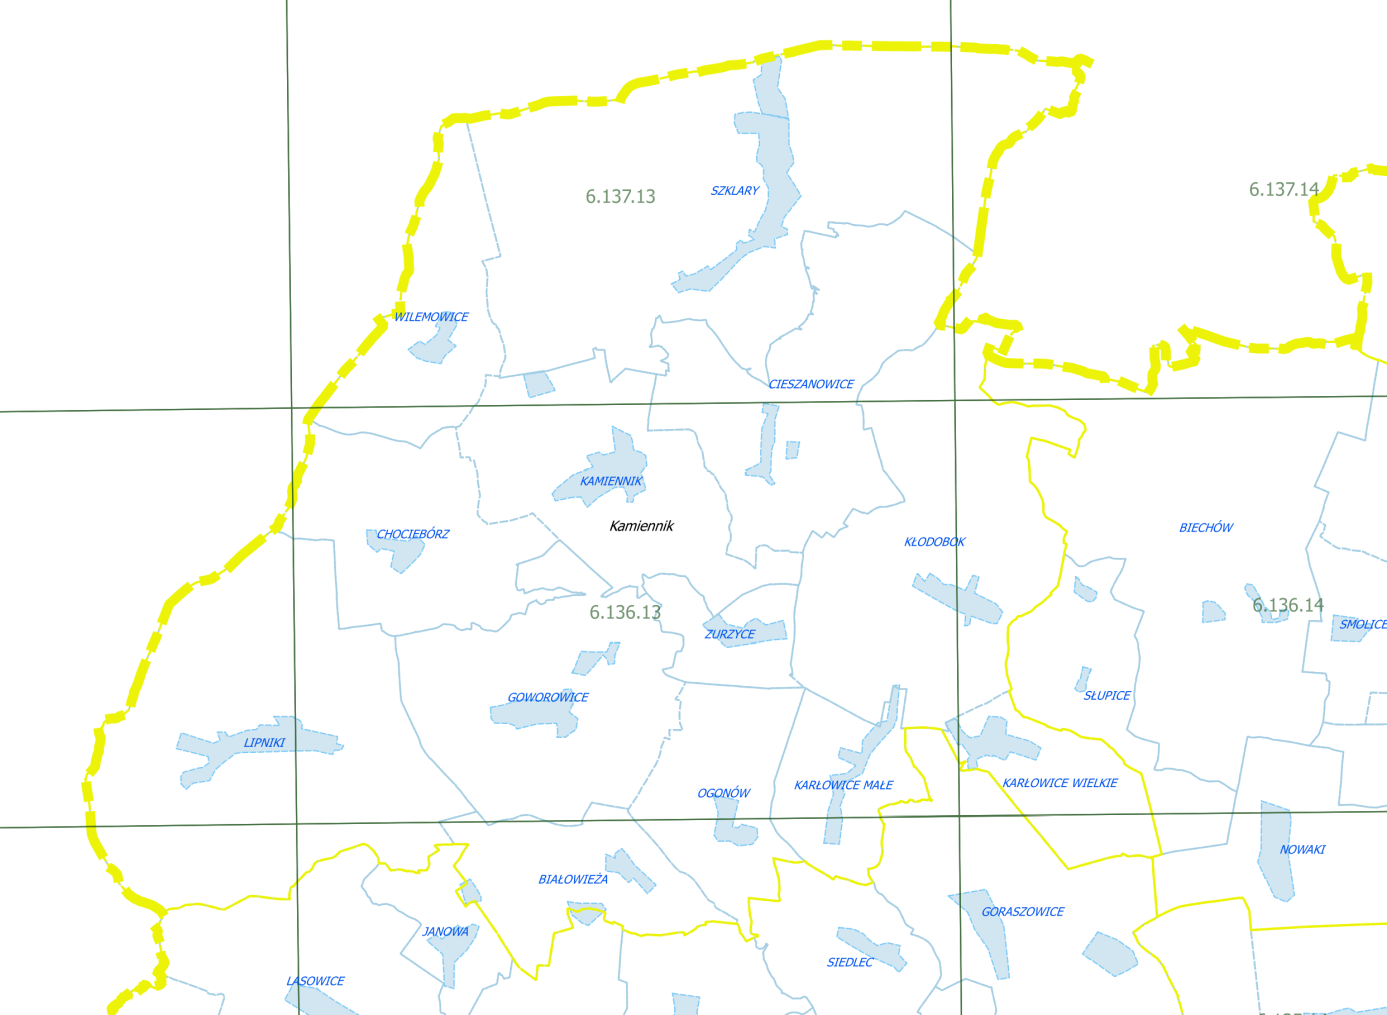 6.137.13
SZKLARY
6.137.14
WILEMOWICE
CIESZANOWICE
KAMIENNIK
Kamiennik
CHOCIEBÓRZ
KŁODOBOK
BIECHÓW
6.136.13
6.136.14
ZURZYCE
SMOLICE
GOWOROWICE
SŁUPICE
LIPNIKI
OGONÓW
KARŁOWICE MAŁE
KARŁOWICE WIELKIE
NOWAKI
BIAŁOWIEŻA
GORASZOWICE
JANOWA
SIEDLEC
LASOWICE